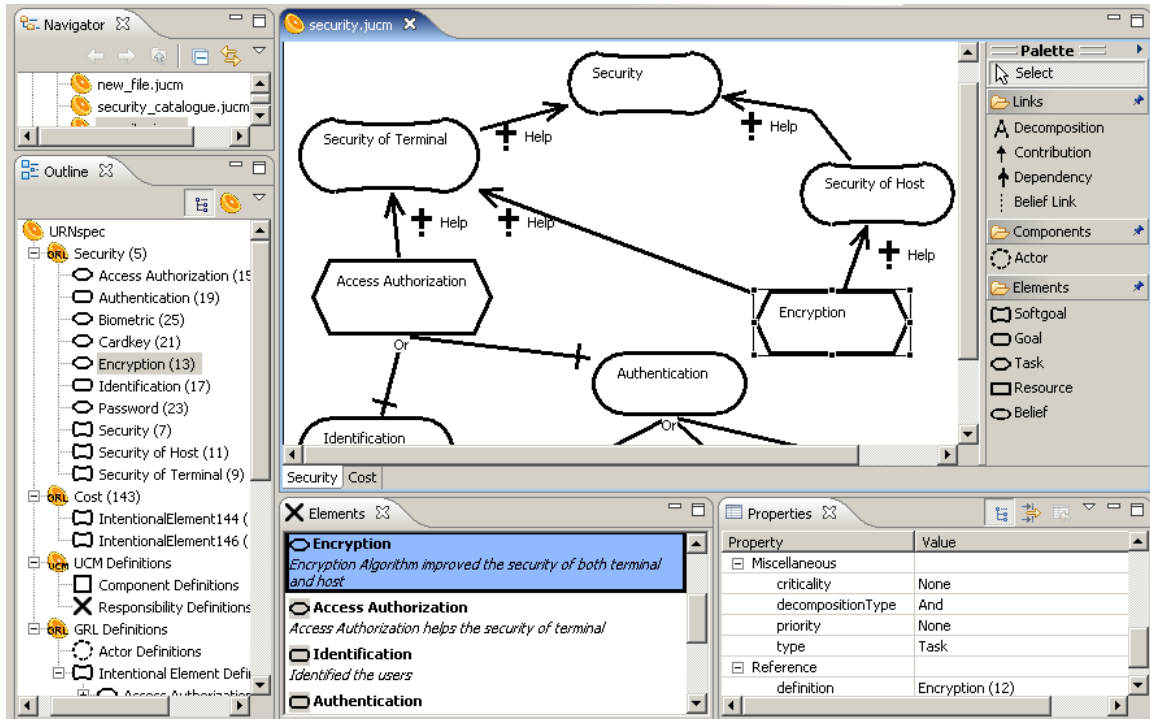 Navigator
new_file.jucm
security_catalogue.jucm
Outline
URNspec
Security (5)
Access Authorization (15
Authentication (19)
Biometric (25)
Cardkey (21)
Encryption (13)
Identification (17)
Password (23)
Security (7)
Security of Host (11)
Security of Terminal (9)
Cost (143)
IntentionalElement144 (
IntentionalElement146 (
UCM Definitions
Component Definitions
Responsibility Definitions
GRL Definitions
Actor Definitions
Intentional Element Defi
Access Authorization
security.jucm
Security
Security of Terminal
Help
Help
Security of Host
Help
Help
Help
Access Authorization
Encryption
Or
Authentication
Or
Identification
Security
Cost
Palette
Select
Links
Decomposition
Contribution
Dependency
Belief Link
Components
Actor
Elements
Softgoal
Goal
Task
Resource
Belief
Elements
Encryption
Encryption Algorithm improved the security of both terminal
and host
Access Authorization
Access Authorization helps the security of terminal
Identification
Identified the users
Authentication
Properties
Property Value
Miscellaneous
criticality None
decompositionType And
priority None
type Task
Reference
definition Encryption (12)